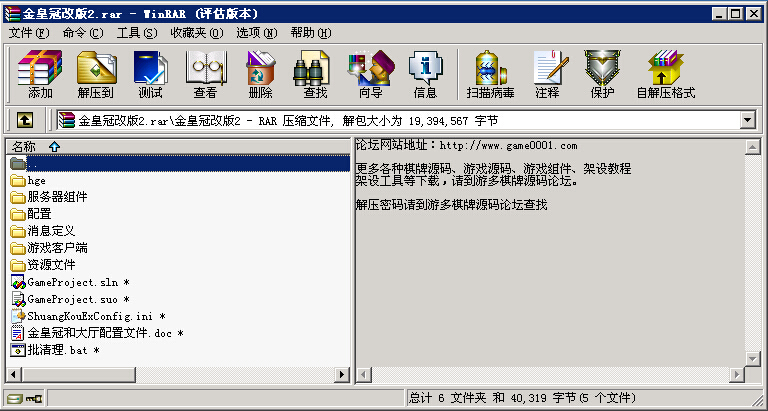 金皇冠改版2.rar - WinRAR (评估版本)
文件(F) 命令(C) 工具(S) 收藏夹(O) 选项(N) 帮助(H)
添加 解压到 测试 查看 删除 查找 向导 信息 扫描病毒 注释 保护 自解压格式
金皇冠改版2.rar\金皇冠改版2 - RAR 压缩文件, 解包大小为 19,394,567 字节
名称
..
hge
服务器组件
配置
消息定义
游戏客户端
资源文件
GameProject.sln *
GameProject.suo *
ShuangKouExConfig.ini *
金皇冠和大厅配置文件.doc *
批清理.bat *
论坛网站地址：http://www.game0001.com
更多各种棋牌源码、游戏源码、游戏组件、架设教程
架设工具等下载，请到游多棋牌源码论坛。
解压密码请到游多棋牌源码论坛查找
总计 6 文件夹 和 40,319 字节(5 个文件)